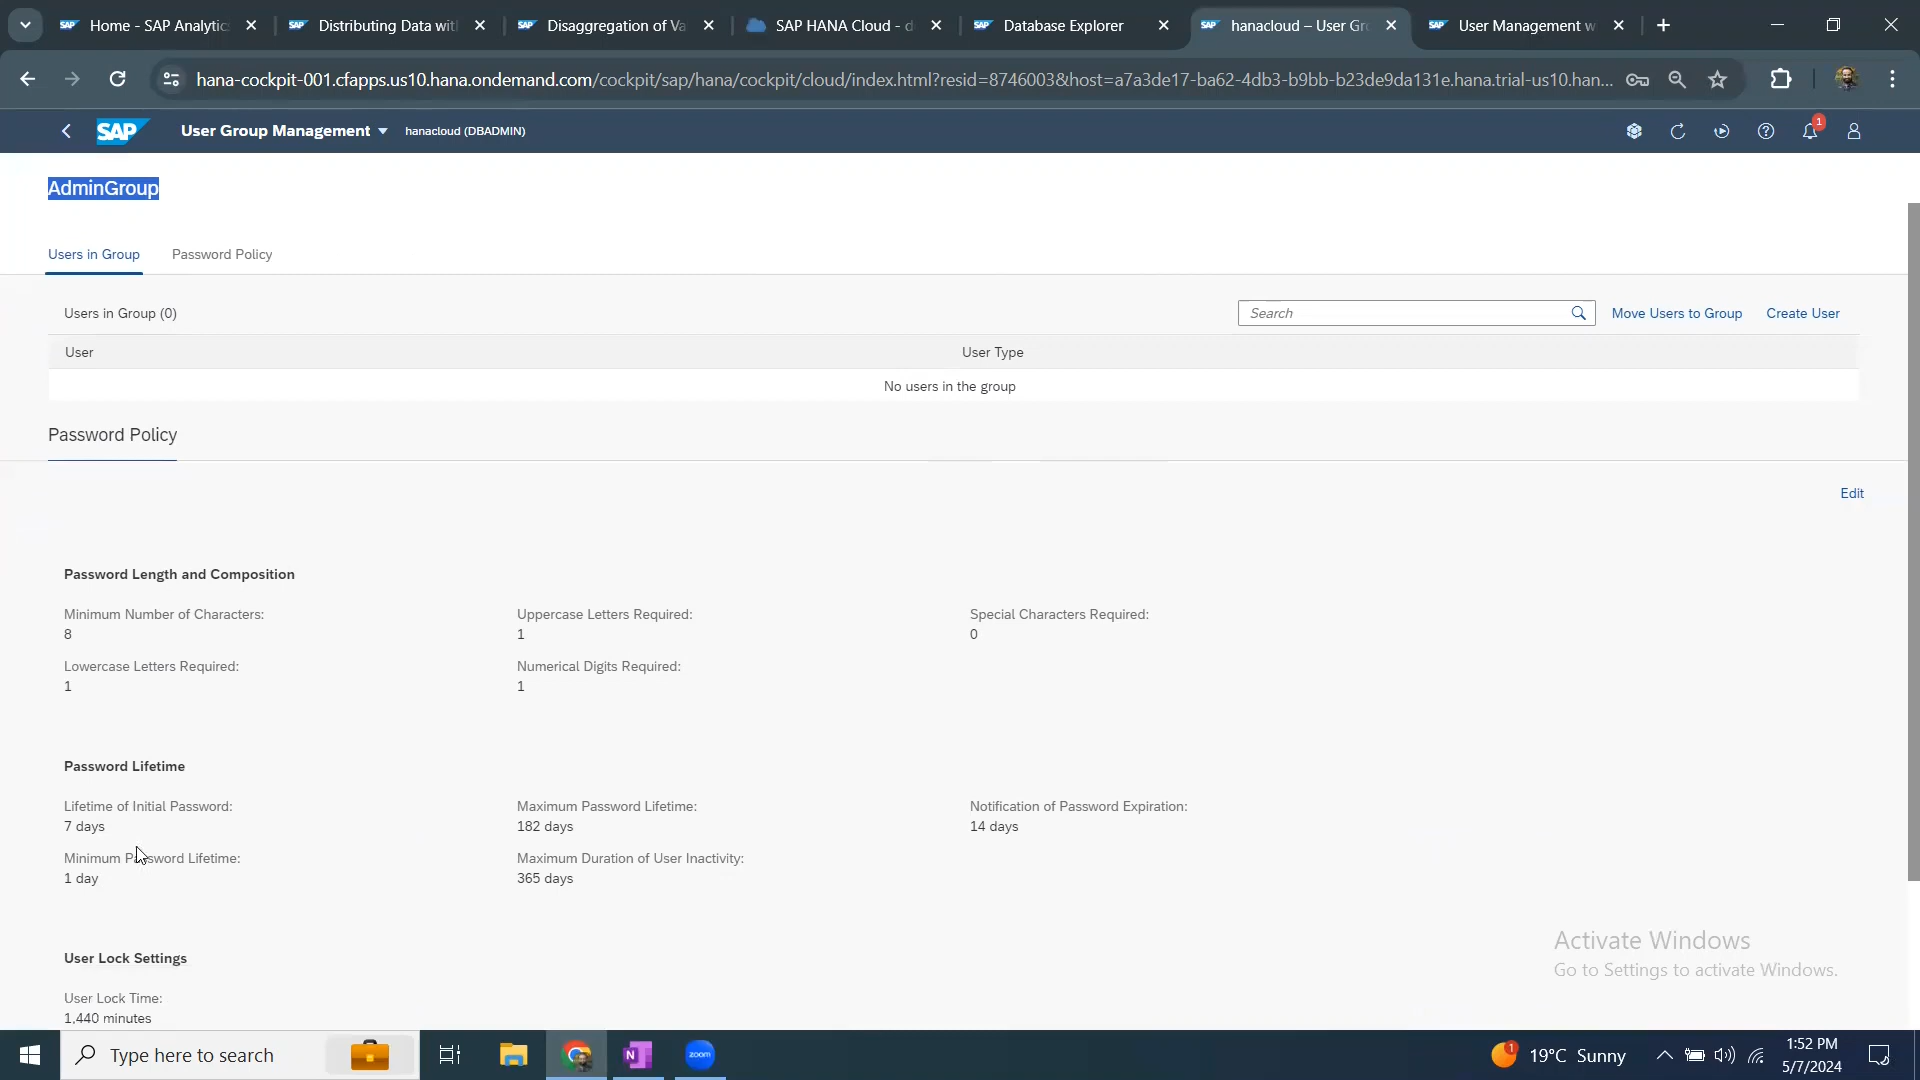 Home - SAP Analytic
Distributing Data wit
Disaggregation of Va
SAP HANA Cloud - d
Database Explorer
hanacloud – User Gr
User Management w
hana-cockpit-001.cfapps.us10.hana.ondemand.com/cockpit/sap/hana/cockpit/cloud/index.html?resid=8746003&host=a7a3de17-ba62-4db3-b9bb-b23de9da131e.hana.trial-us10.han...
SAP
User Group Management
hanacloud (DBADMIN)
1
AdminGroup
Users in Group
Password Policy
Users in Group (0)
Search
Move Users to Group
Create User
User
User Type
No users in the group
Password Policy
Edit
Password Length and Composition
Minimum Number of Characters:
8
Uppercase Letters Required:
1
Special Characters Required:
0
Lowercase Letters Required:
1
Numerical Digits Required:
1
Password Lifetime
Lifetime of Initial Password:
7 days
Maximum Password Lifetime:
182 days
Notification of Password Expiration:
14 days
Minimum Password Lifetime:
1 day
Maximum Duration of User Inactivity:
365 days
User Lock Settings
User Lock Time:
1,440 minutes
Activate Windows
Go to Settings to activate Windows.
Type here to search
zoom
1
19°C Sunny
1:52 PM
5/7/2024